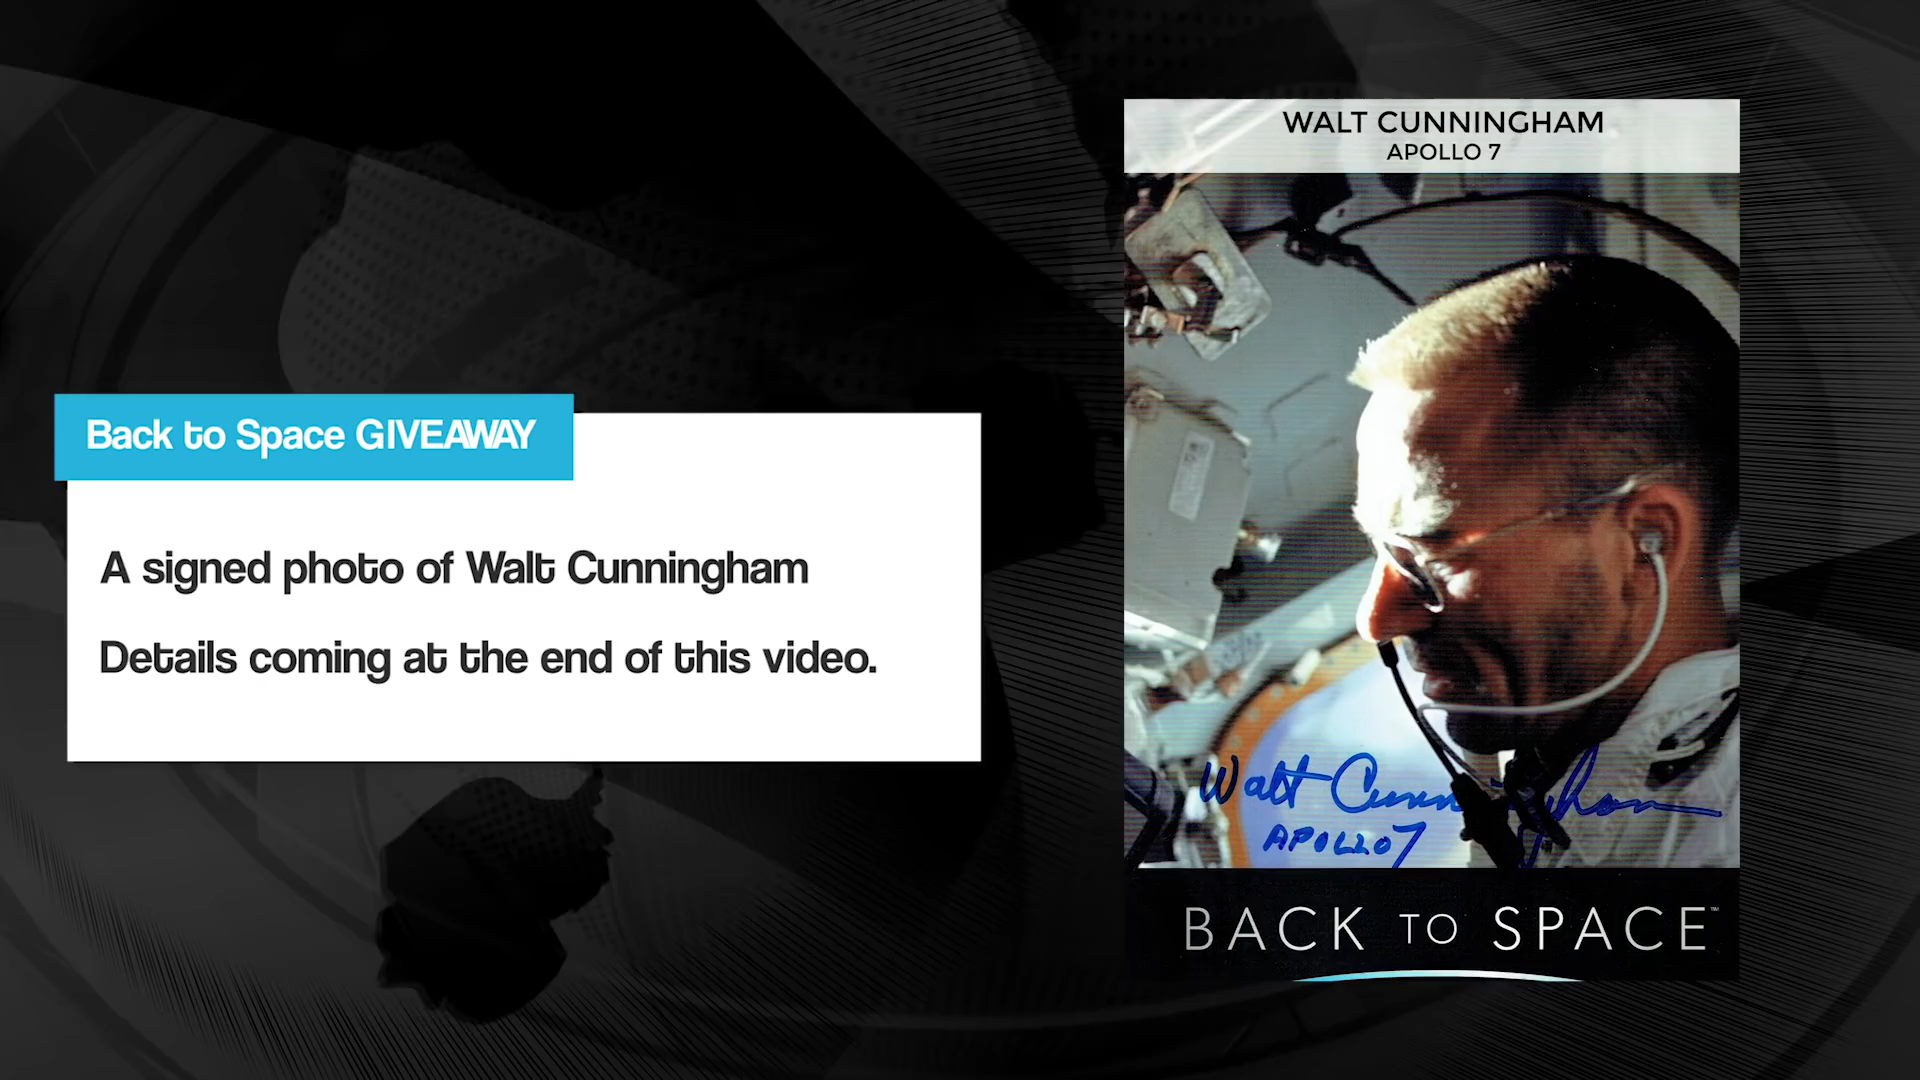 Back to Space GIVEAWAY
A signed photo of Walt Cunningham
Details coming at the end of this video.
WALT CUNNINGHAM
APOLLO 7
Walt Cunningham
APOLLO 7
BACK TO SPACE™